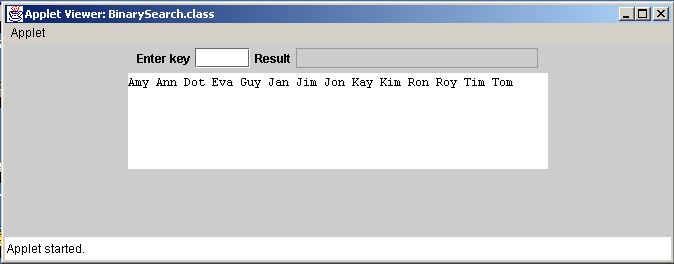 Applet Viewer: BinarySearch.class
Applet
Enter key Result
Amy Ann Dot Eva Guy Jan Jim Jon Kay Kim Ron Roy Tim Tom
Applet started.